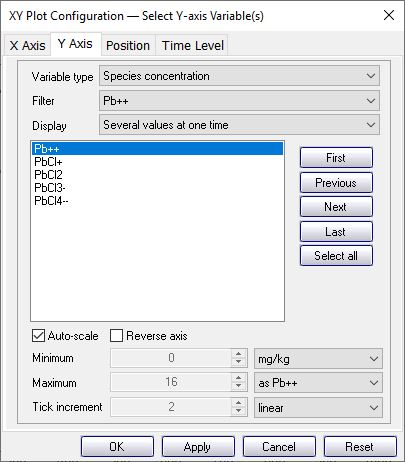 XY Plot Configuration — Select Y-axis Variable(s)
X Axis Y Axis Position Time Level
Variable type Species concentration
Filter Pb++
Display Several values at one time
Pb++
PbCl+
PbCl2
PbCl3-
PbCl4--
First
Previous
Next
Last
Select all
Auto-scale Reverse axis
Minimum 0 mg/kg
Maximum 16 as Pb++
Tick increment 2 linear
OK Apply Cancel Reset